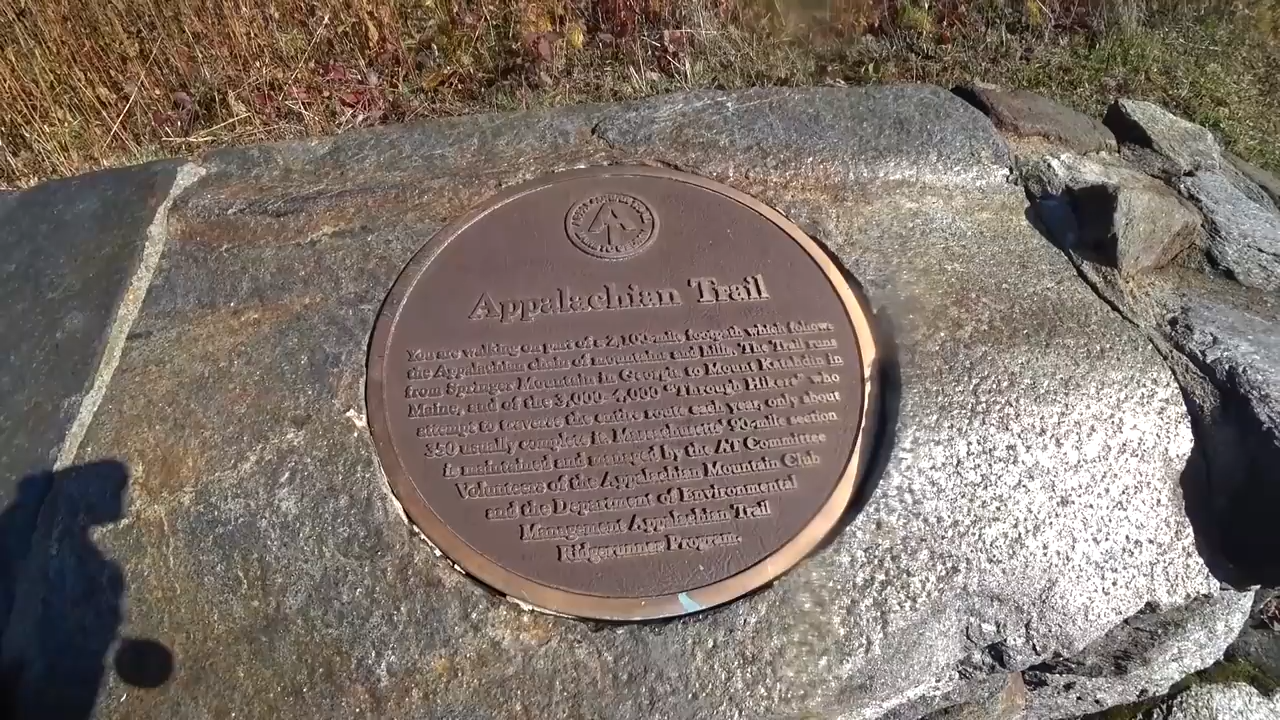 Appalachian Trail
You are walking on part of a 2,100-mile footpath which follows
the Appalachian chain of mountains and hills. The Trail runs
from Springer Mountain in Georgia to Mount Katahdin in
Maine, and of the 3,000-4,000 "Through Hikers" who
attempt to traverse the entire route each year, only about
350 usually complete it. Massachusetts' 90-mile section
is maintained and managed by the AT Committee
Volunteers of the Appalachian Mountain Club
and the Department of Environmental
Management Appalachian Trail
Ridgerunner Program.